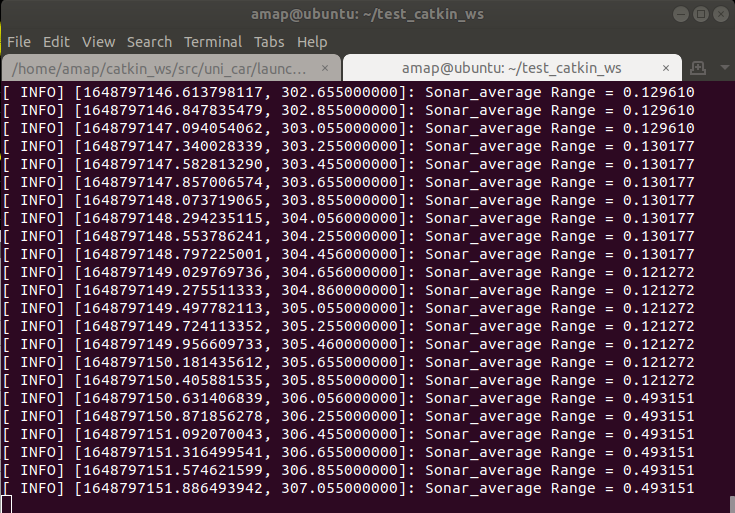 amap@ubuntu: ~/test_catkin_ws
File Edit View Search Terminal Tabs Help
/home/amap/catkin_ws/src/uni_car/launc... × amap@ubuntu: ~/test_catkin_ws ×
[ INFO] [1648797146.613798117, 302.655000000]: Sonar_average Range = 0.129610
[ INFO] [1648797146.847835479, 302.855000000]: Sonar_average Range = 0.129610
[ INFO] [1648797147.094054062, 303.055000000]: Sonar_average Range = 0.129610
[ INFO] [1648797147.340028339, 303.255000000]: Sonar_average Range = 0.130177
[ INFO] [1648797147.582813290, 303.455000000]: Sonar_average Range = 0.130177
[ INFO] [1648797147.857006574, 303.655000000]: Sonar_average Range = 0.130177
[ INFO] [1648797148.073719065, 303.855000000]: Sonar_average Range = 0.130177
[ INFO] [1648797148.294235115, 304.056000000]: Sonar_average Range = 0.130177
[ INFO] [1648797148.553786241, 304.255000000]: Sonar_average Range = 0.130177
[ INFO] [1648797148.797225001, 304.456000000]: Sonar_average Range = 0.130177
[ INFO] [1648797149.029769736, 304.656000000]: Sonar_average Range = 0.121272
[ INFO] [1648797149.275511333, 304.860000000]: Sonar_average Range = 0.121272
[ INFO] [1648797149.497782113, 305.055000000]: Sonar_average Range = 0.121272
[ INFO] [1648797149.724113352, 305.255000000]: Sonar_average Range = 0.121272
[ INFO] [1648797149.956609733, 305.460000000]: Sonar_average Range = 0.121272
[ INFO] [1648797150.181435612, 305.655000000]: Sonar_average Range = 0.121272
[ INFO] [1648797150.405881535, 305.855000000]: Sonar_average Range = 0.121272
[ INFO] [1648797150.631406839, 306.056000000]: Sonar_average Range = 0.493151
[ INFO] [1648797150.871856278, 306.255000000]: Sonar_average Range = 0.493151
[ INFO] [1648797151.092070043, 306.455000000]: Sonar_average Range = 0.493151
[ INFO] [1648797151.316499541, 306.655000000]: Sonar_average Range = 0.493151
[ INFO] [1648797151.574621599, 306.855000000]: Sonar_average Range = 0.493151
[ INFO] [1648797151.886493942, 307.055000000]: Sonar_average Range = 0.493151